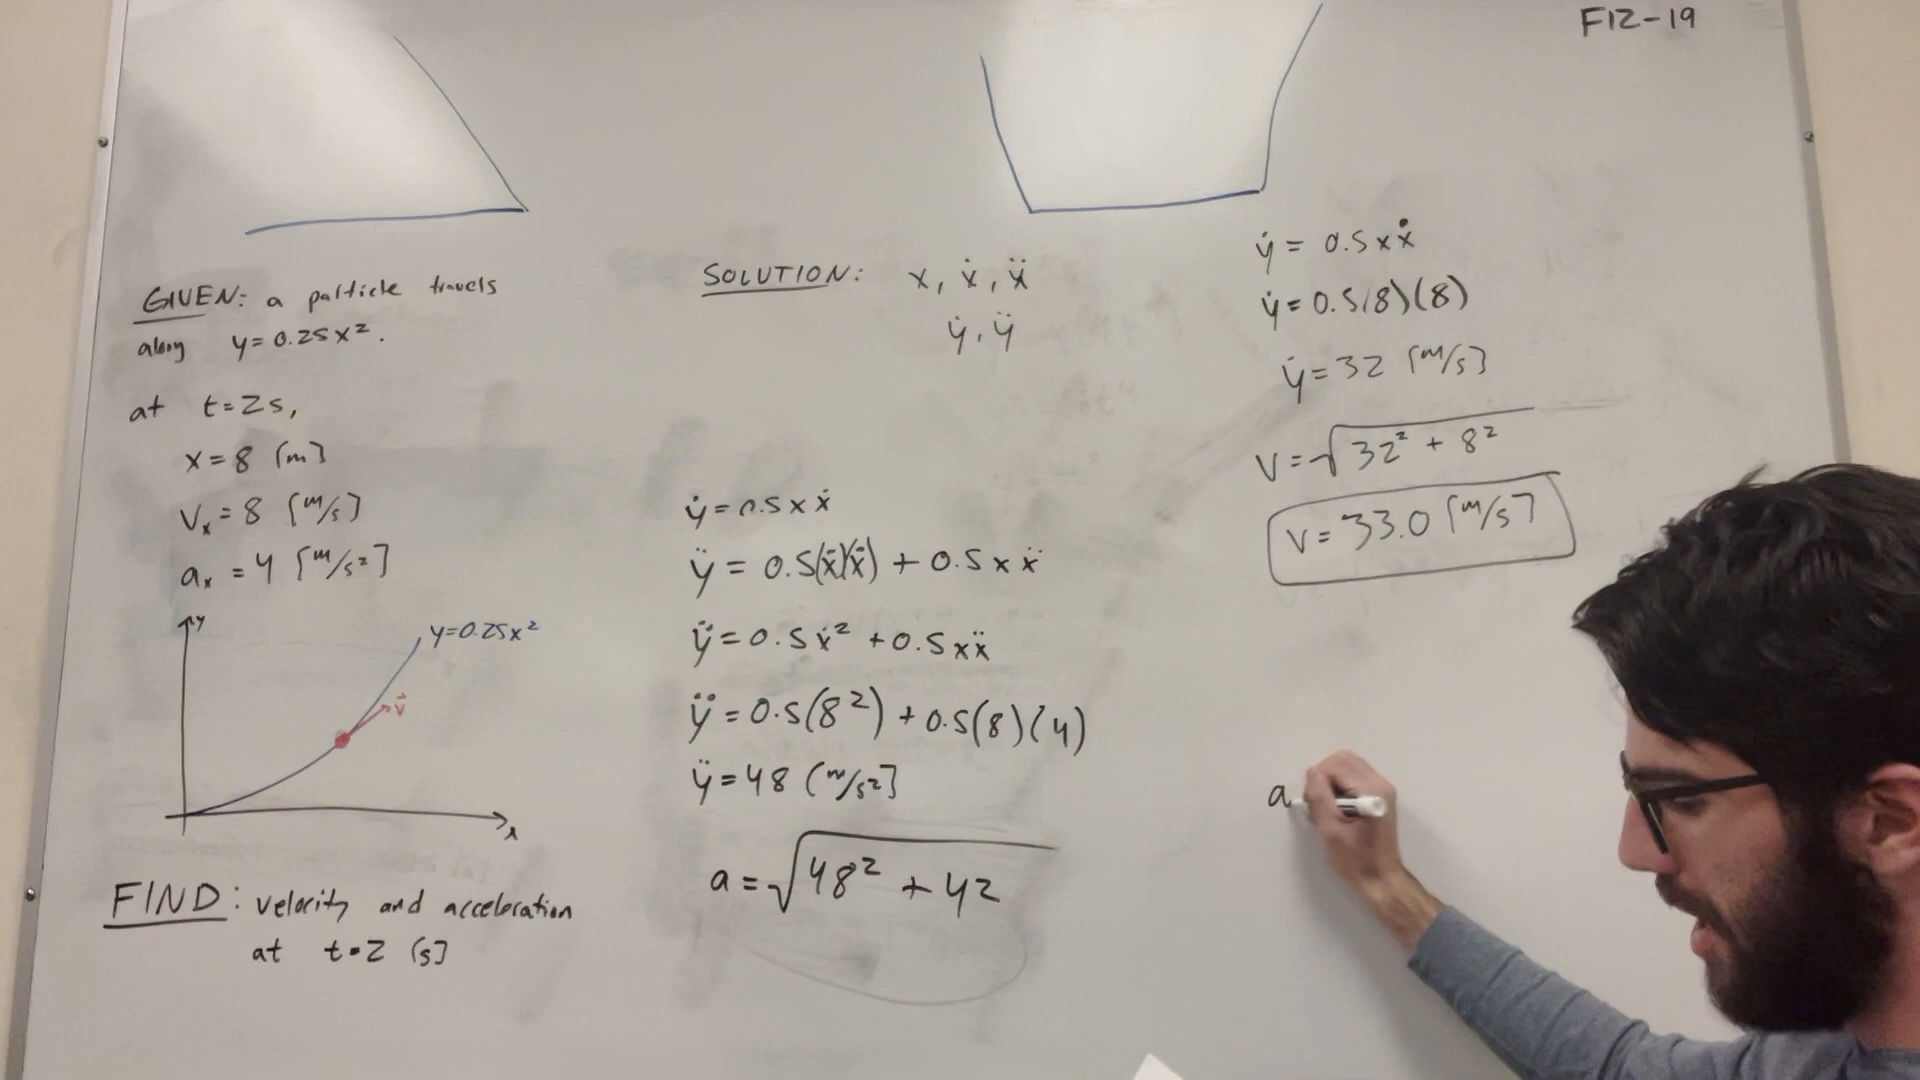 F12-19
GIVEN: a particle travels
along y=0.25x².
at t=2s,
x=8 [m]
Vₓ=8 [m/s]
aₓ=4 [m/s²]
y
y=0.25x²
v⃗
x
FIND: velocity and acceleration
at t=2 [s]
SOLUTION: x, ẋ, ẍ
ẏ, ÿ
ẏ=0.5xẋ
ÿ=0.5(ẋ)(ẋ)+0.5xẍ
ÿ=0.5ẋ²+0.5xẍ
ÿ=0.5(8²)+0.5(8)(4)
ÿ=48 [m/s²]
a=√48²+42
ẏ=0.5xẋ
ẏ=0.5(8)(8)
ẏ=32 [m/s]
V=√32²+8²
V=33.0 [m/s]
a